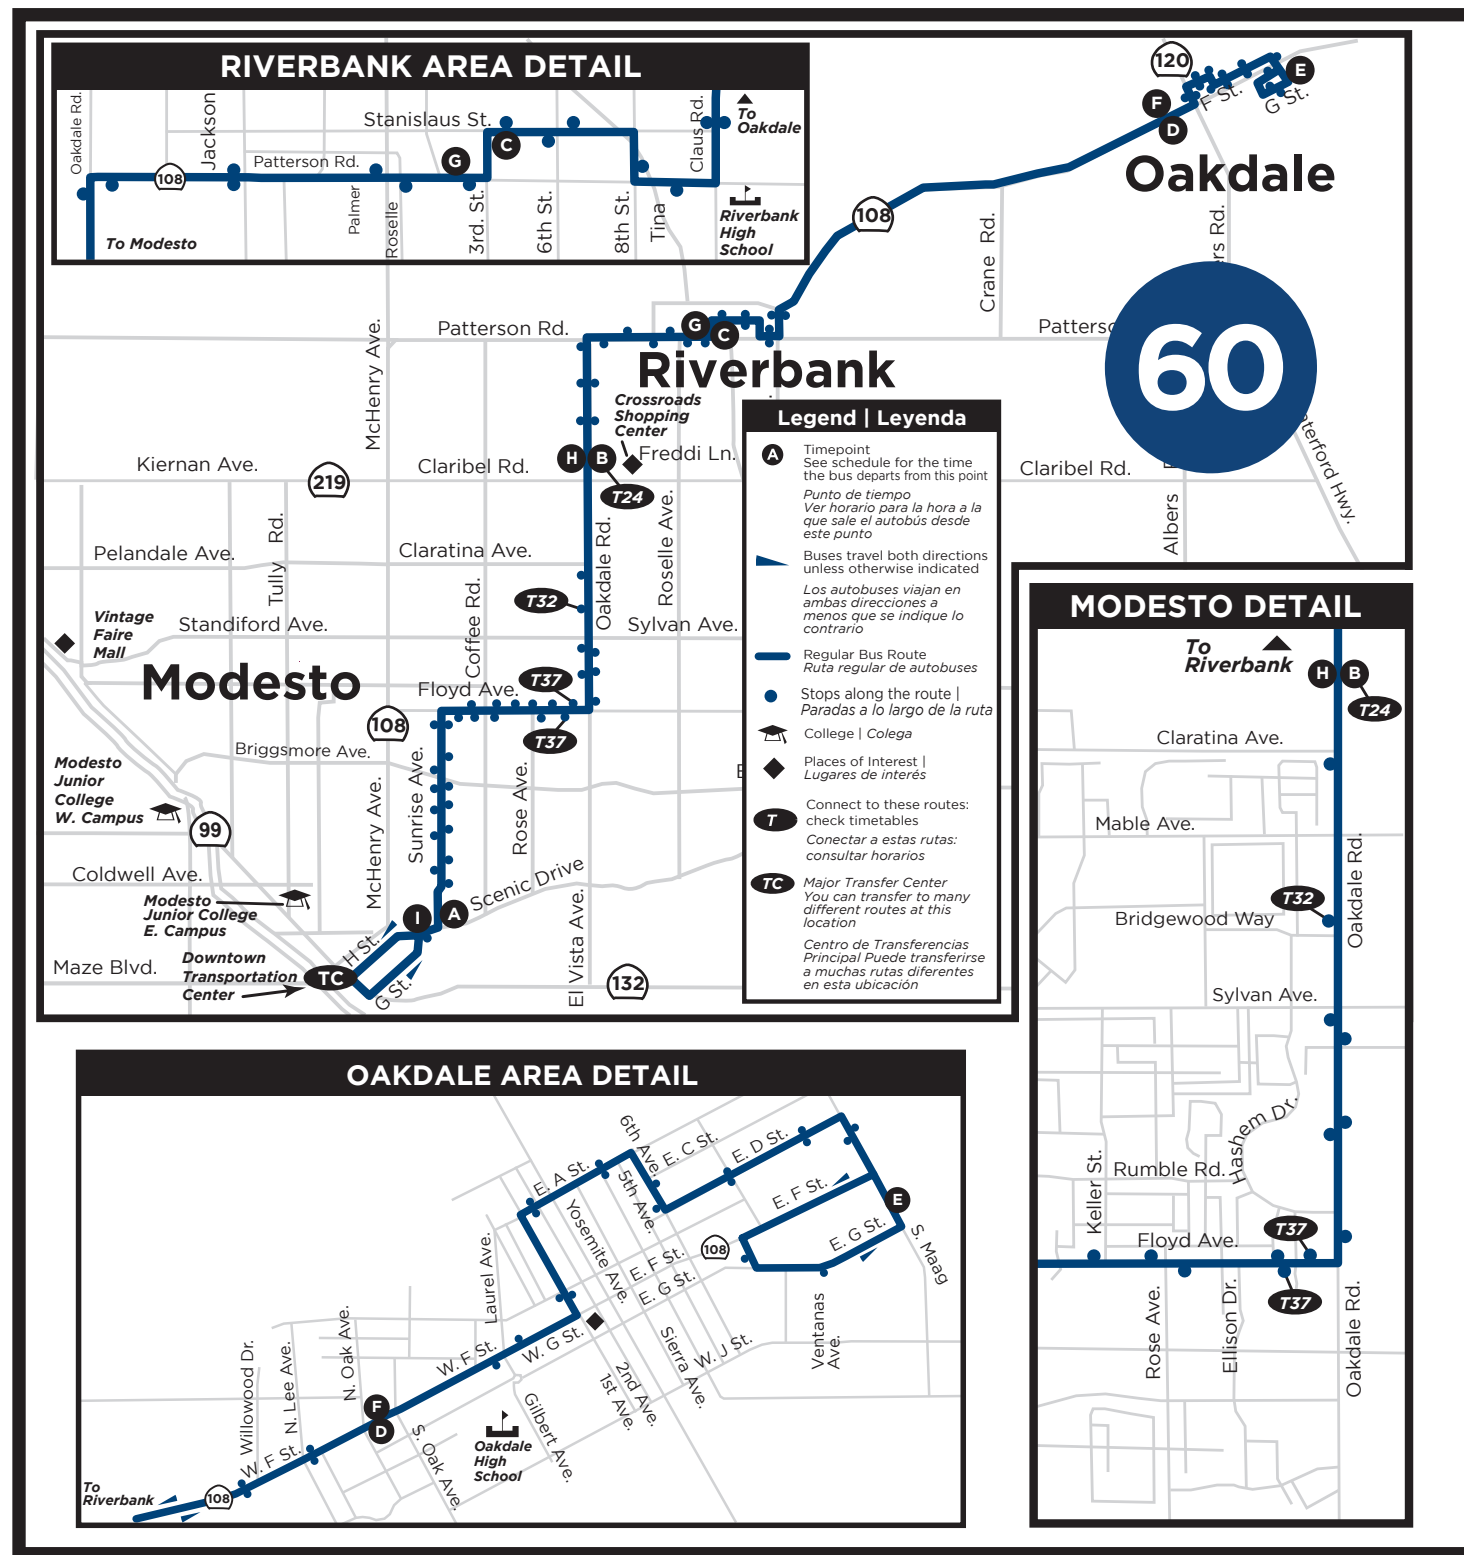 RIVERBANK AREA DETAIL
Oakdale Rd.
Jackson
Stanislaus St.
Claus Rd.
To
Oakdale
Patterson Rd.
108
G
C
Palmer
Roselle
3rd. St.
6th St.
8th St.
Tina
To Modesto
Riverbank
High
School
120
E
F
D
F St.
G St.
Oakdale
108
Crane Rd.
ers Rd.
60
Patterson Rd.
G
C
Riverbank
McHenry Ave.
Crossroads
Shopping
Center
Freddi Ln.
H
B
T24
Kiernan Ave.
219
Claribel Rd.
Claribel Rd.
Albers
aterford Hwy.
Tully Rd.
Pelandale Ave.
Claratina Ave.
Coffee Rd.
Oakdale Rd.
Roselle Ave.
T32
Vintage
Faire
Mall
Standiford Ave.
Sylvan Ave.
Modesto
Floyd Ave.
T37
T37
108
Briggsmore Ave.
Modesto
Junior
College
W. Campus
99
McHenry Ave.
Sunrise Ave.
Rose Ave.
Coldwell Ave.
Scenic Drive
Modesto
Junior College
E. Campus
I
A
H St.
G St.
El Vista Ave.
Maze Blvd.
Downtown
Transportation
Center
TC
132
Legend | Leyenda
A
Timepoint
See schedule for the time
the bus departs from this point
Punto de tiempo
Ver horario para la hora a la
que sale el autobús desde
este punto
Buses travel both directions
unless otherwise indicated
Los autobuses viajan en
ambas direcciones a
menos que se indique lo
contrario
Regular Bus Route
Ruta regular de autobuses
Stops along the route |
Paradas a lo largo de la ruta
College | Colega
Places of Interest |
Lugares de interés
T
Connect to these routes:
check timetables
Conectar a estas rutas:
consultar horarios
TC
Major Transfer Center
You can transfer to many
different routes at this
location
Centro de Transferencias
Principal Puede transferirse
a muchas rutas diferentes
en esta ubicación
MODESTO DETAIL
To
Riverbank
H
B
T24
Claratina Ave.
Mable Ave.
Oakdale Rd.
T32
Bridgewood Way
Sylvan Ave.
Hashem Dr.
Keller St.
Rumble Rd.
T37
Floyd Ave.
T37
Rose Ave.
Ellison Dr.
Oakdale Rd.
OAKDALE AREA DETAIL
6th Ave.
E. C St.
E. D St.
E. A St.
5th Ave.
Yosemite Ave.
E. F St.
E
E. G St.
S. Maag
108
Laurel Ave.
E. F St.
E. G St.
Ventanas
Ave.
N. Oak Ave.
W. F St.
W. G St.
Sierra Ave.
W. J St.
Willowood Dr.
N. Lee Ave.
2nd Ave.
1st Ave.
F
D
Gilbert Ave.
S. Oak Ave.
Oakdale
High
School
W. F St.
To
Riverbank
108